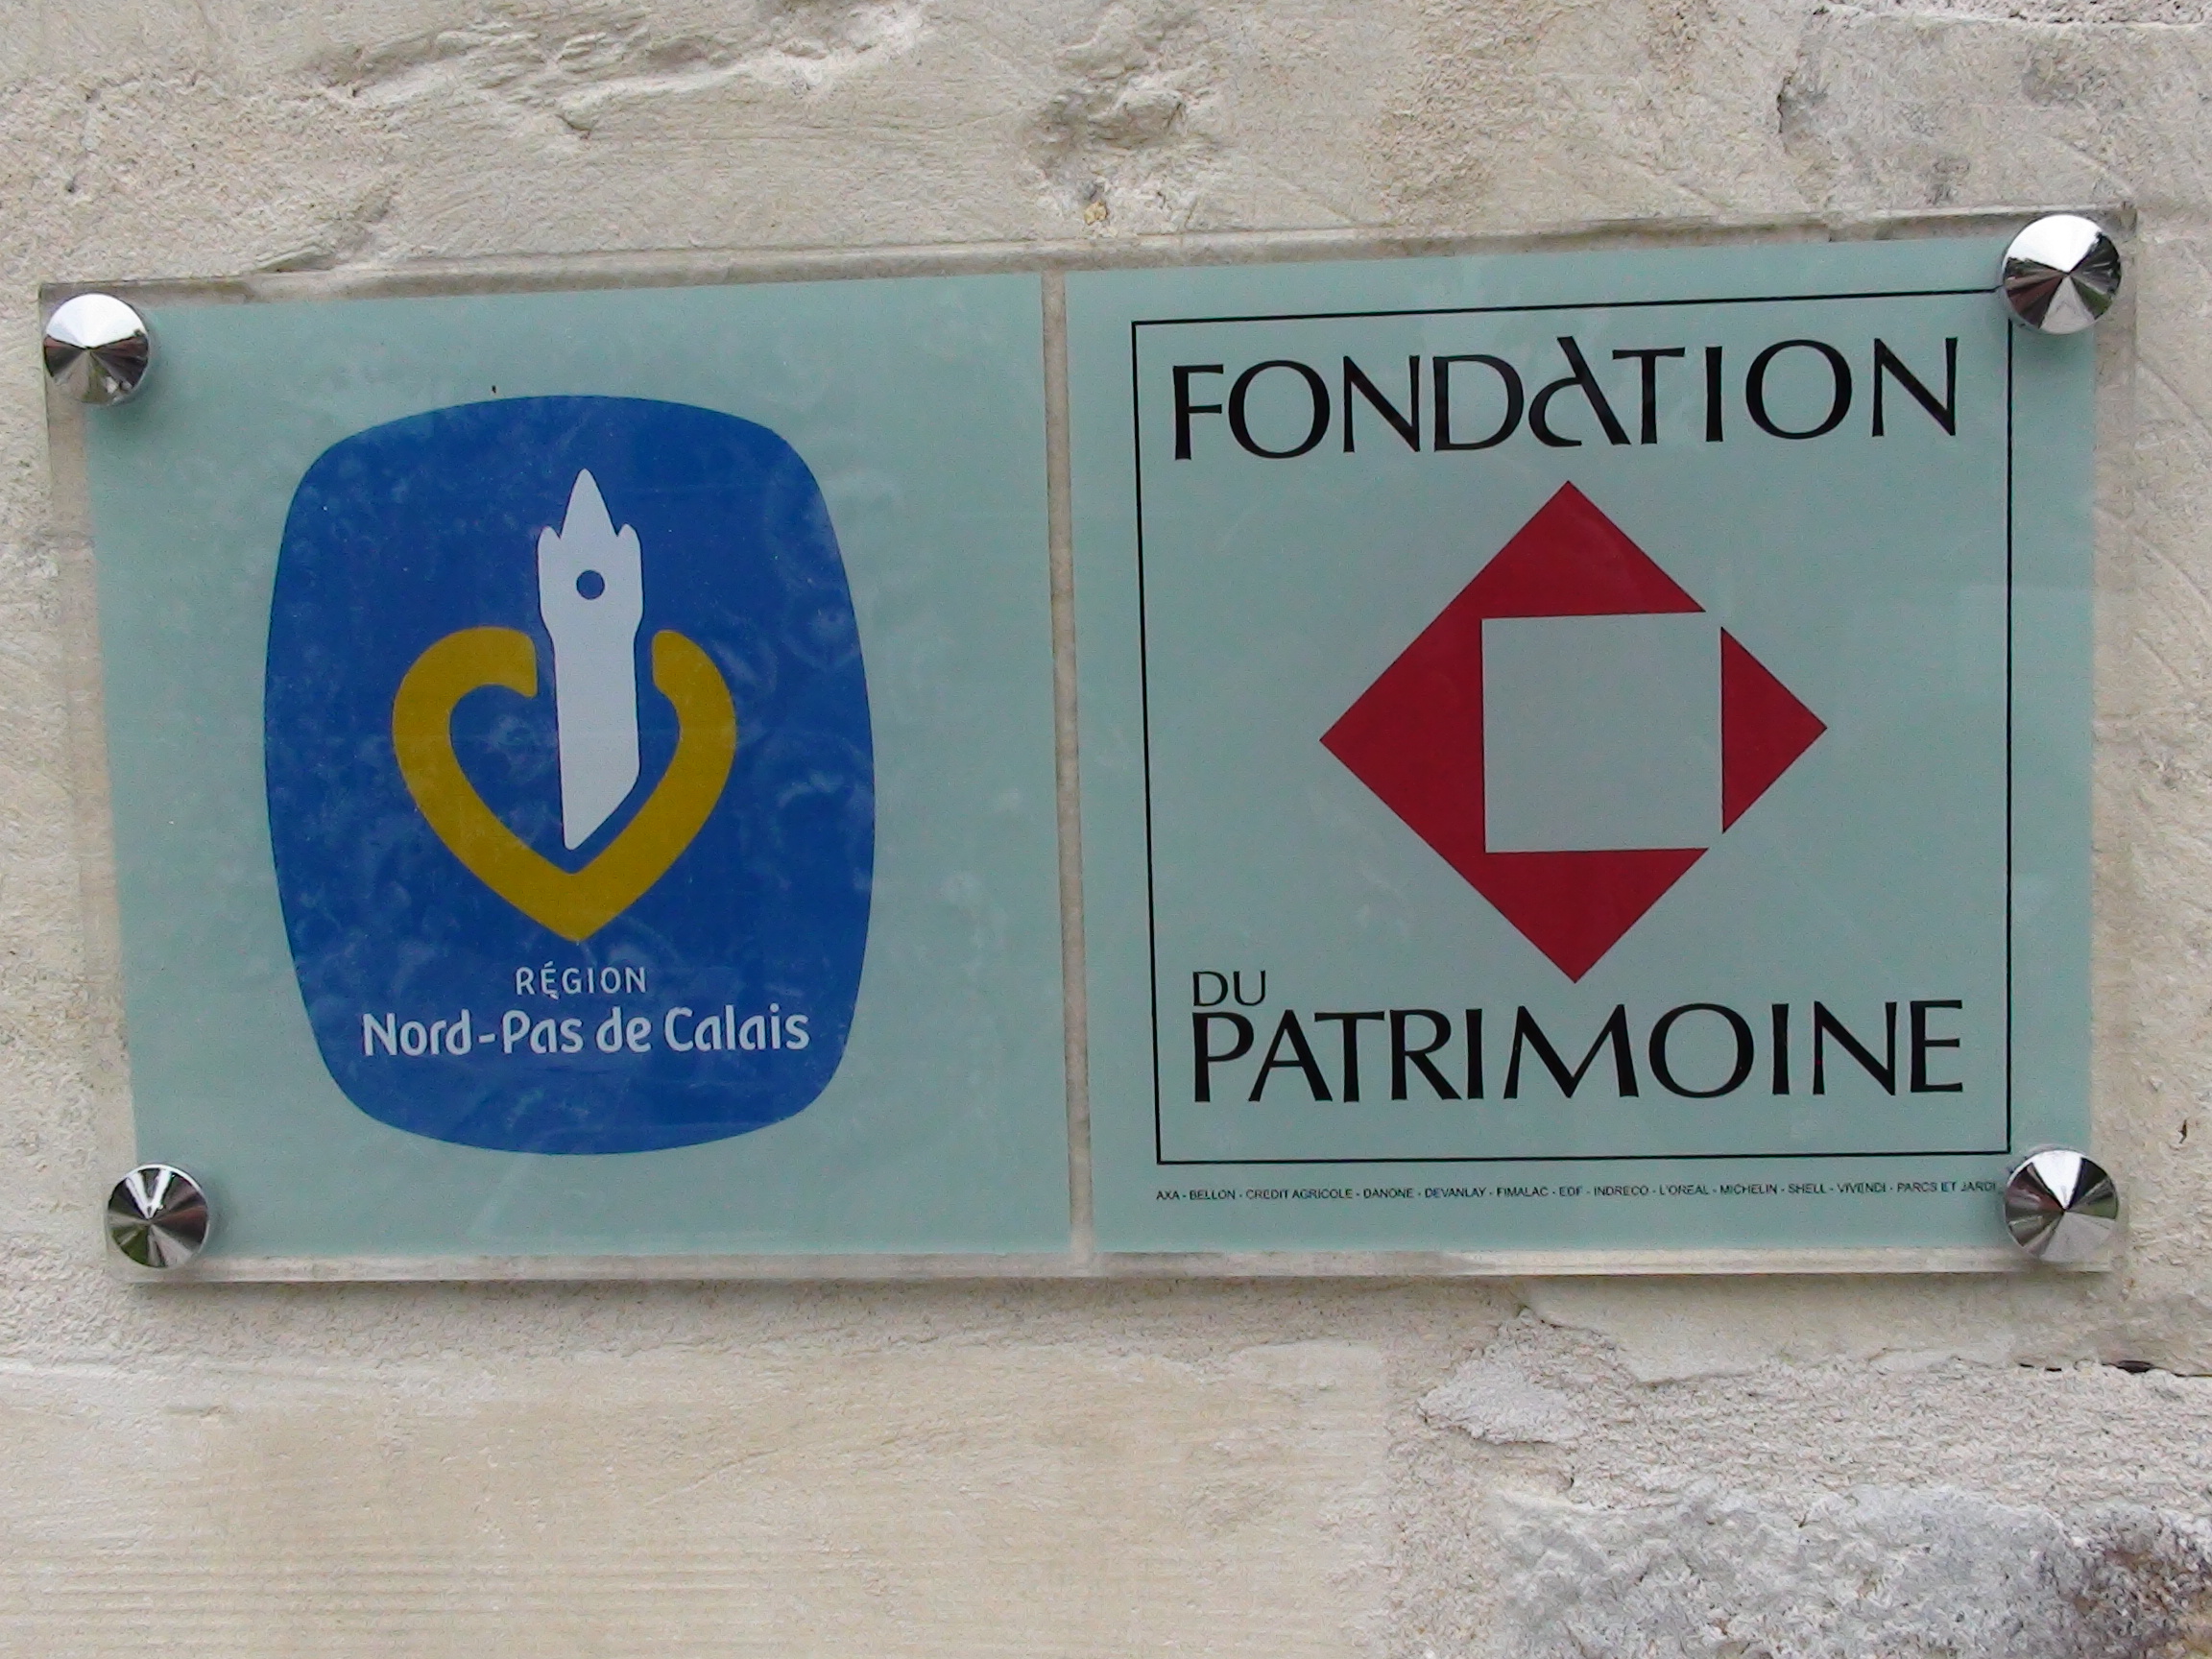 RÉGION
Nord-Pas de Calais
FONDATION
DU
PATRIMOINE
AXA - BELLON - CREDIT AGRICOLE - DANONE - DEVANLAY - FIMALAC - EDF - INDRECO - L'OREAL - MICHELIN - SHELL - VIVENDI - PARCS ET JARDI